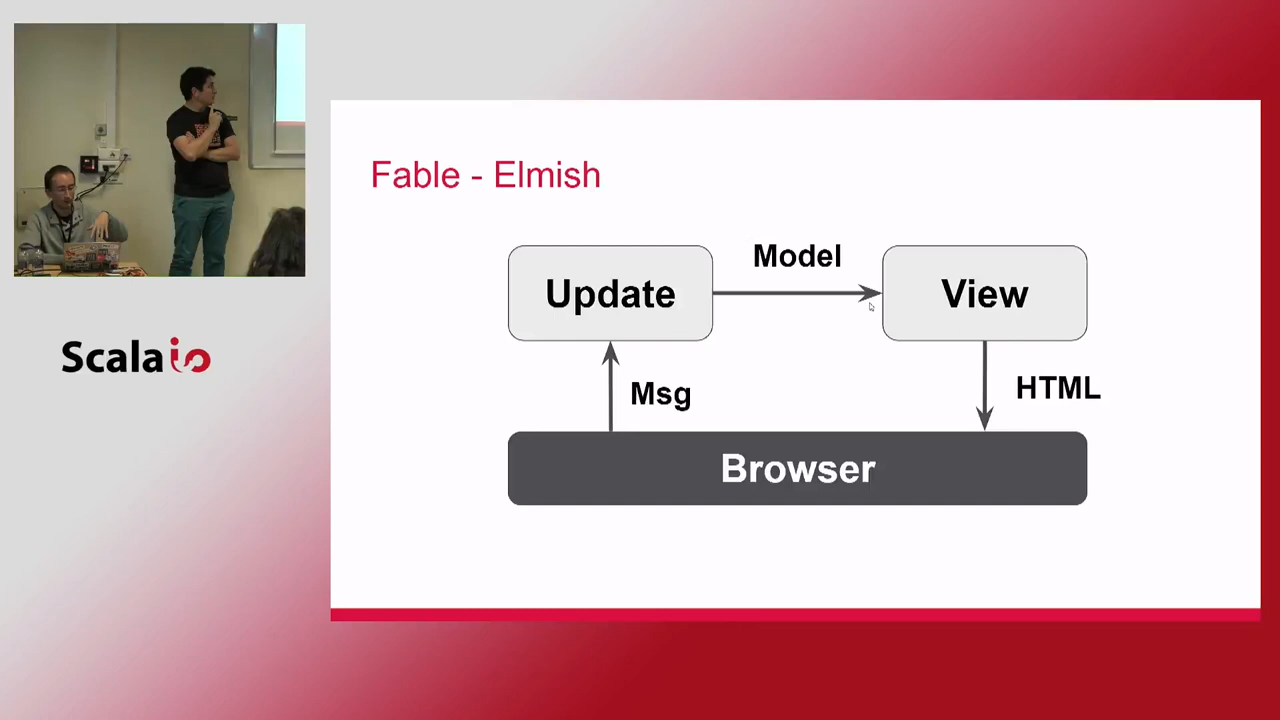 Fable - Elmish
Update
Model
View
Msg
HTML
Browser
Scala io